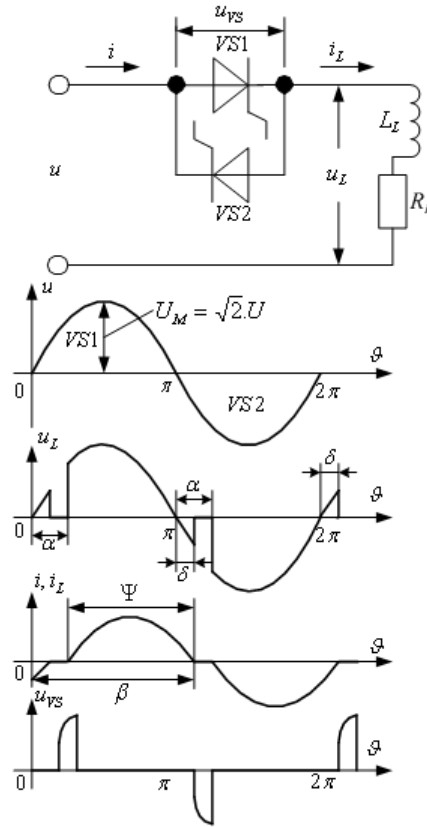 u_VS
i VS1 i_L
L_L
u u_L
VS2 R
u
VS1 U_M = √2.U
0 π VS2 2π ϑ
u_L
α δ
0 π 2π ϑ
α δ
i, i_L Ψ
0 β ϑ
u_VS
0 π 2π ϑ